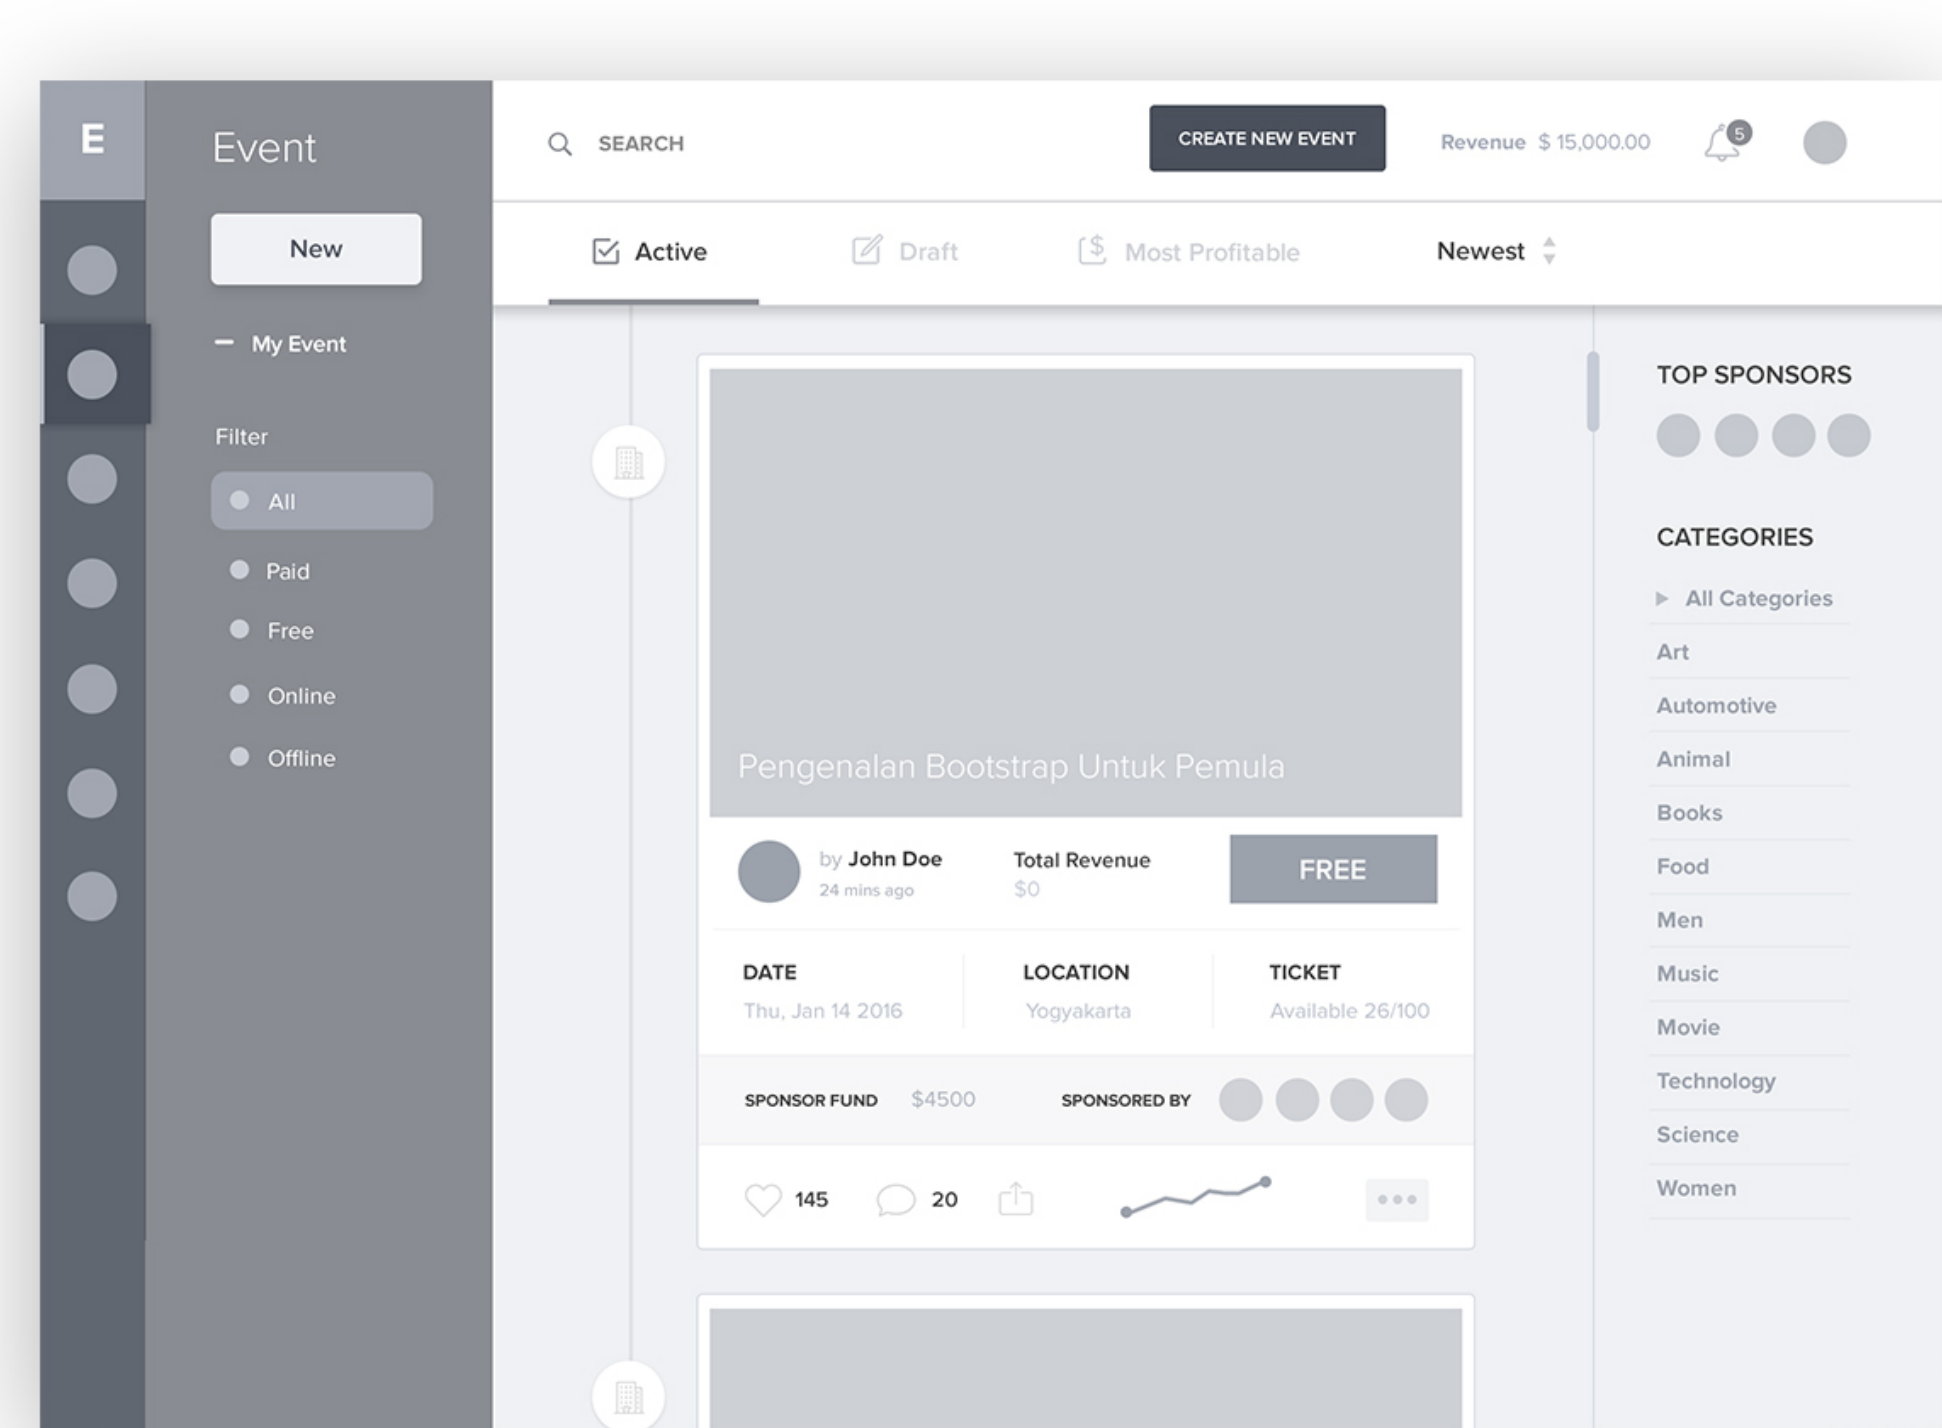 E
Event
New
My Event
Filter
All
Paid
Free
Online
Offline
SEARCH
CREATE NEW EVENT
Revenue $ 15,000.00
5
Active
Draft
$
Most Profitable
Newest
Pengenalan Bootstrap Untuk Pemula
by John Doe
24 mins ago
Total Revenue
$0
FREE
DATE
Thu, Jan 14 2016
LOCATION
Yogyakarta
TICKET
Available 26/100
SPONSOR FUND $4500
SPONSORED BY
145
20
TOP SPONSORS
CATEGORIES
All Categories
Art
Automotive
Animal
Books
Food
Men
Music
Movie
Technology
Science
Women